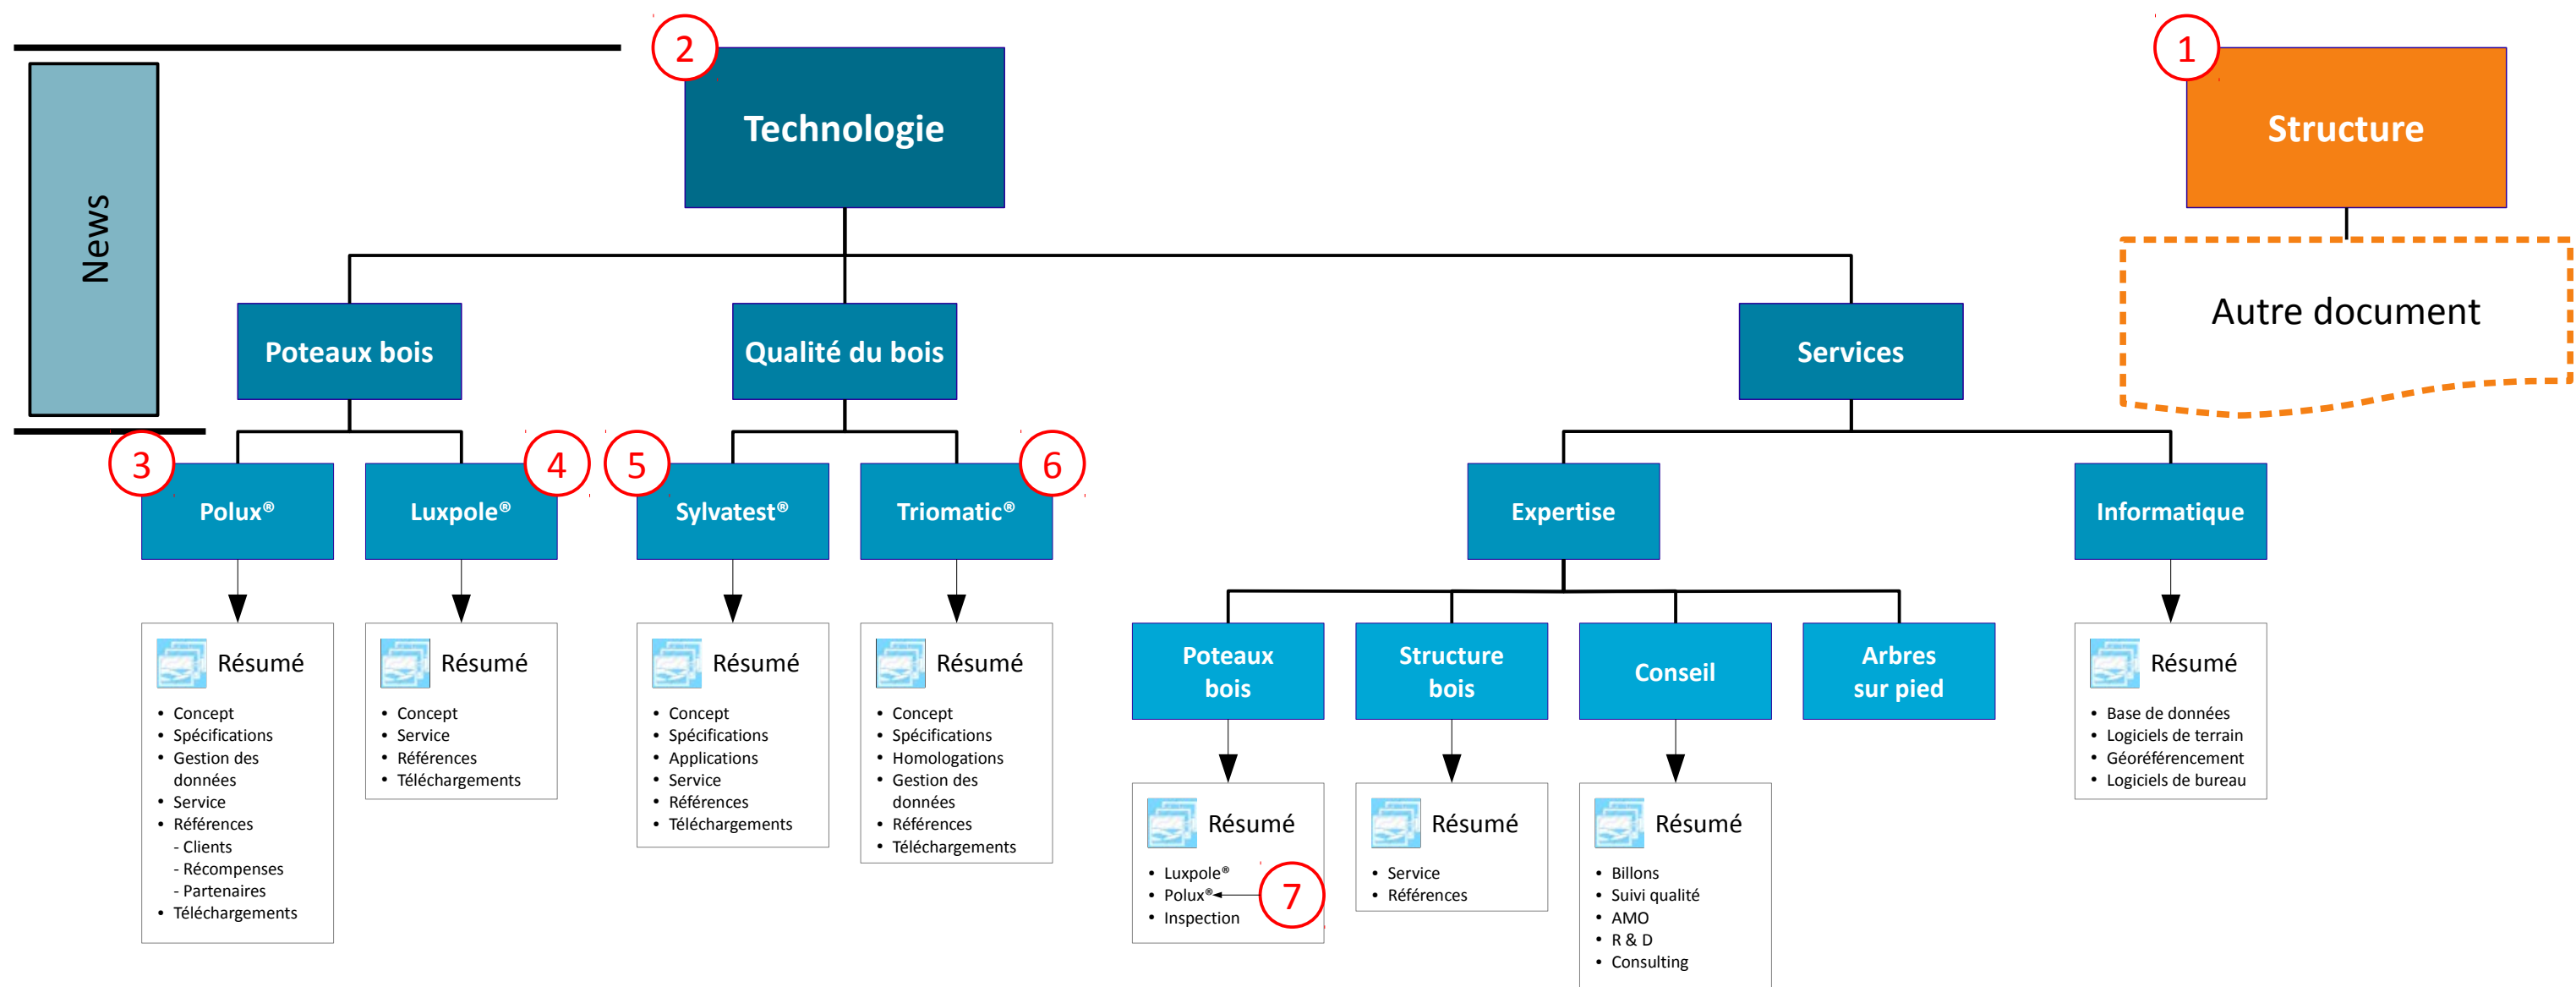 2
1
Technologie
Structure
News
Autre document
Poteaux bois
Qualité du bois
Services
3
4
5
6
Polux®
Luxpole®
Sylvatest®
Triomatic®
Expertise
Informatique
Résumé
• Concept
• Spécifications
• Gestion des
données
• Service
• Références
- Clients
- Récompenses
- Partenaires
• Téléchargements
Résumé
• Concept
• Service
• Références
• Téléchargements
Résumé
• Concept
• Spécifications
• Applications
• Service
• Références
• Téléchargements
Résumé
• Concept
• Spécifications
• Homologations
• Gestion des
données
• Références
• Téléchargements
Poteaux
bois
Structure
bois
Conseil
Arbres
sur pied
Résumé
• Base de données
• Logiciels de terrain
• Géoréférencement
• Logiciels de bureau
Résumé
• Luxpole®
• Polux®
• Inspection
7
Résumé
• Service
• Références
Résumé
• Billons
• Suivi qualité
• AMO
• R & D
• Consulting